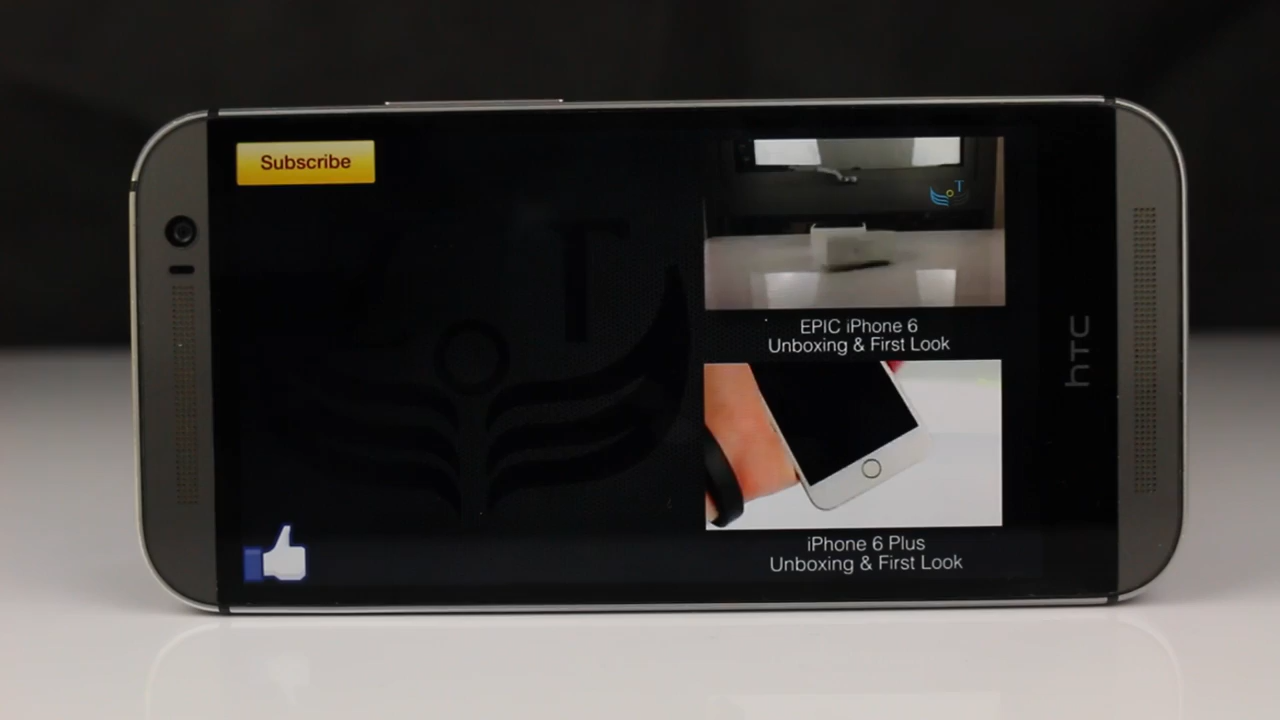 Subscribe
T
EPIC iPhone 6
Unboxing & First Look
iPhone 6 Plus
Unboxing & First Look
hTC